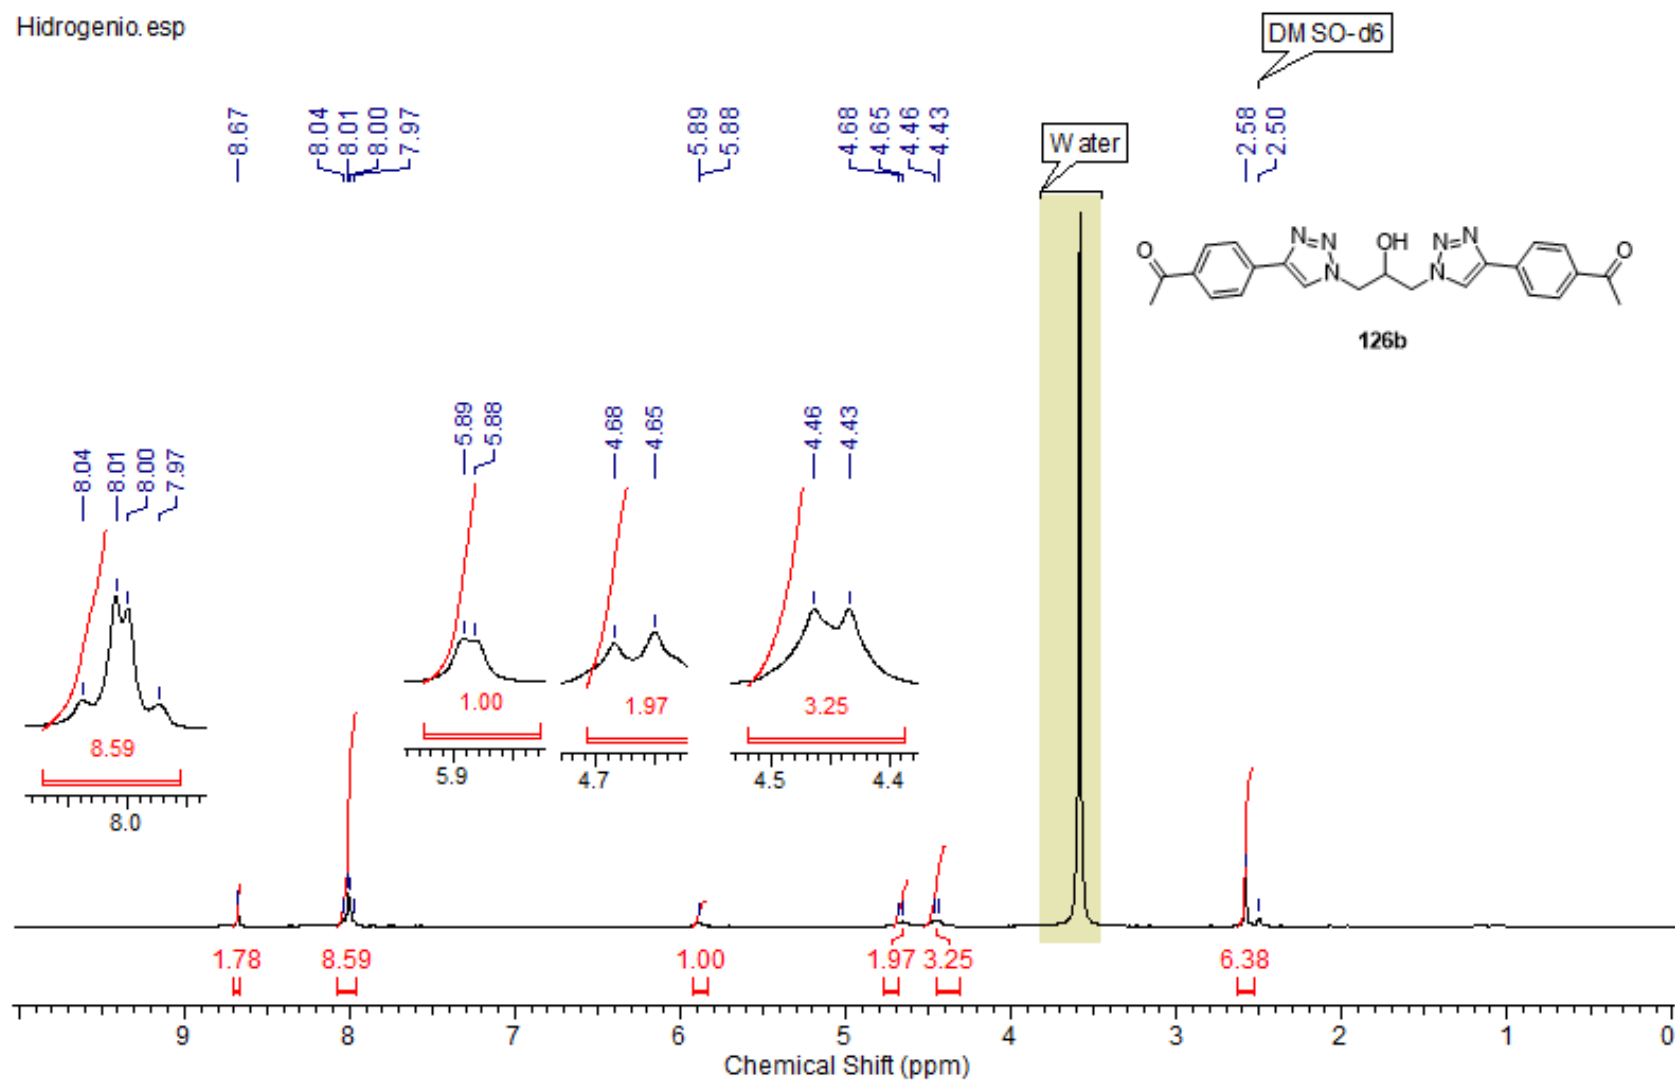 Hidrogenio.esp
DMSO-d6
8.67
8.04
8.01
8.00
7.97
5.89
5.88
4.68
4.65
4.46
4.43
Water
2.58
2.50
O
N=N
N
OH
N=N
N
O
126b
8.04
8.01
8.00
7.97
8.59
8.0
5.89
5.88
1.00
5.9
4.68
4.65
1.97
4.7
4.46
4.43
3.25
4.5 4.4
1.78 8.59 1.00 1.97 3.25 6.38
9 8 7 6 5 4 3 2 1 0
Chemical Shift (ppm)